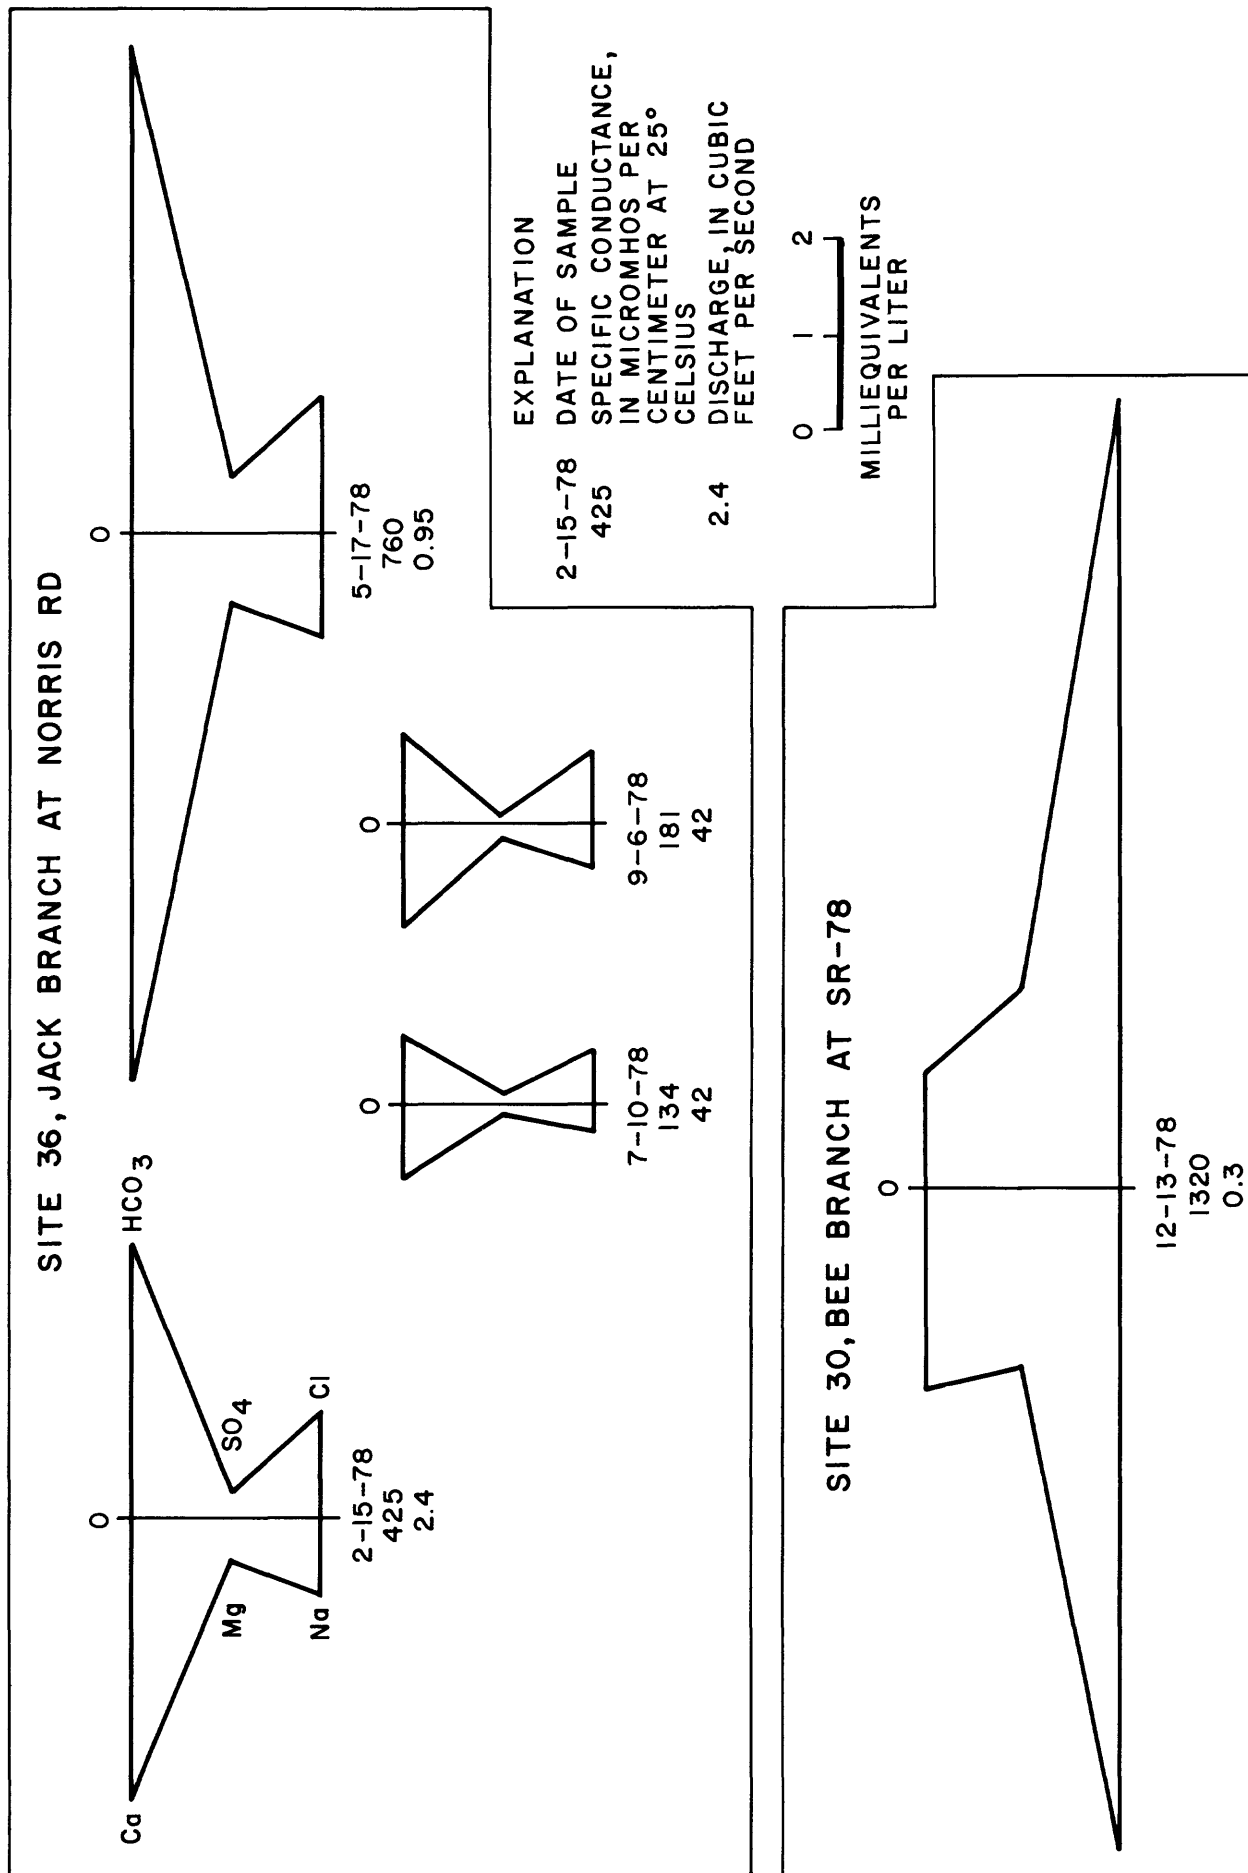 SITE 36, JACK BRANCH AT NORRIS RD
0
Ca
HCO3
Mg
SO4
Na
Cl
2-15-78
425
2.4
0
5-17-78
760
0.95
0
7-10-78
134
42
0
9-6-78
181
42
EXPLANATION
2-15-78 DATE OF SAMPLE
425 SPECIFIC CONDUCTANCE,
IN MICROMHOS PER
CENTIMETER AT 25°
CELSIUS
2.4 DISCHARGE, IN CUBIC
FEET PER SECOND
0 1 2
MILLIEQUIVALENTS
PER LITER
SITE 30, BEE BRANCH AT SR-78
0
12-13-78
1320
0.3